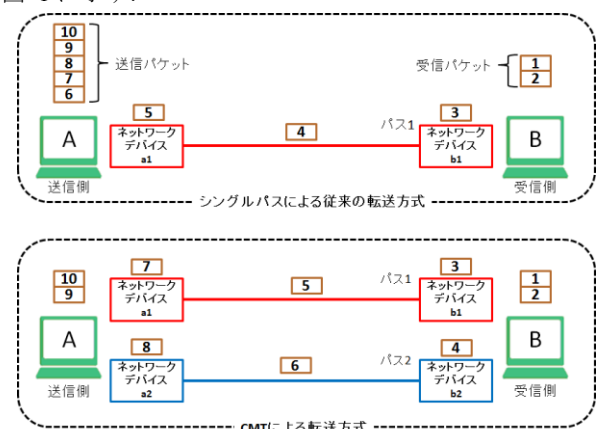 10
9
8
7
6
送信パケット
受信パケット
1
2
5
4
パス1
3
A
ネットワーク
デバイス
a1
ネットワーク
デバイス
b1
B
送信側
受信側
シングルパスによる従来の転送方式
10
9
7
5
パス1
3
1
2
ネットワーク
デバイス
a1
ネットワーク
デバイス
b1
A
B
8
6
パス2
4
ネットワーク
デバイス
a2
ネットワーク
デバイス
b2
送信側
受信側
CMTによる転送方式